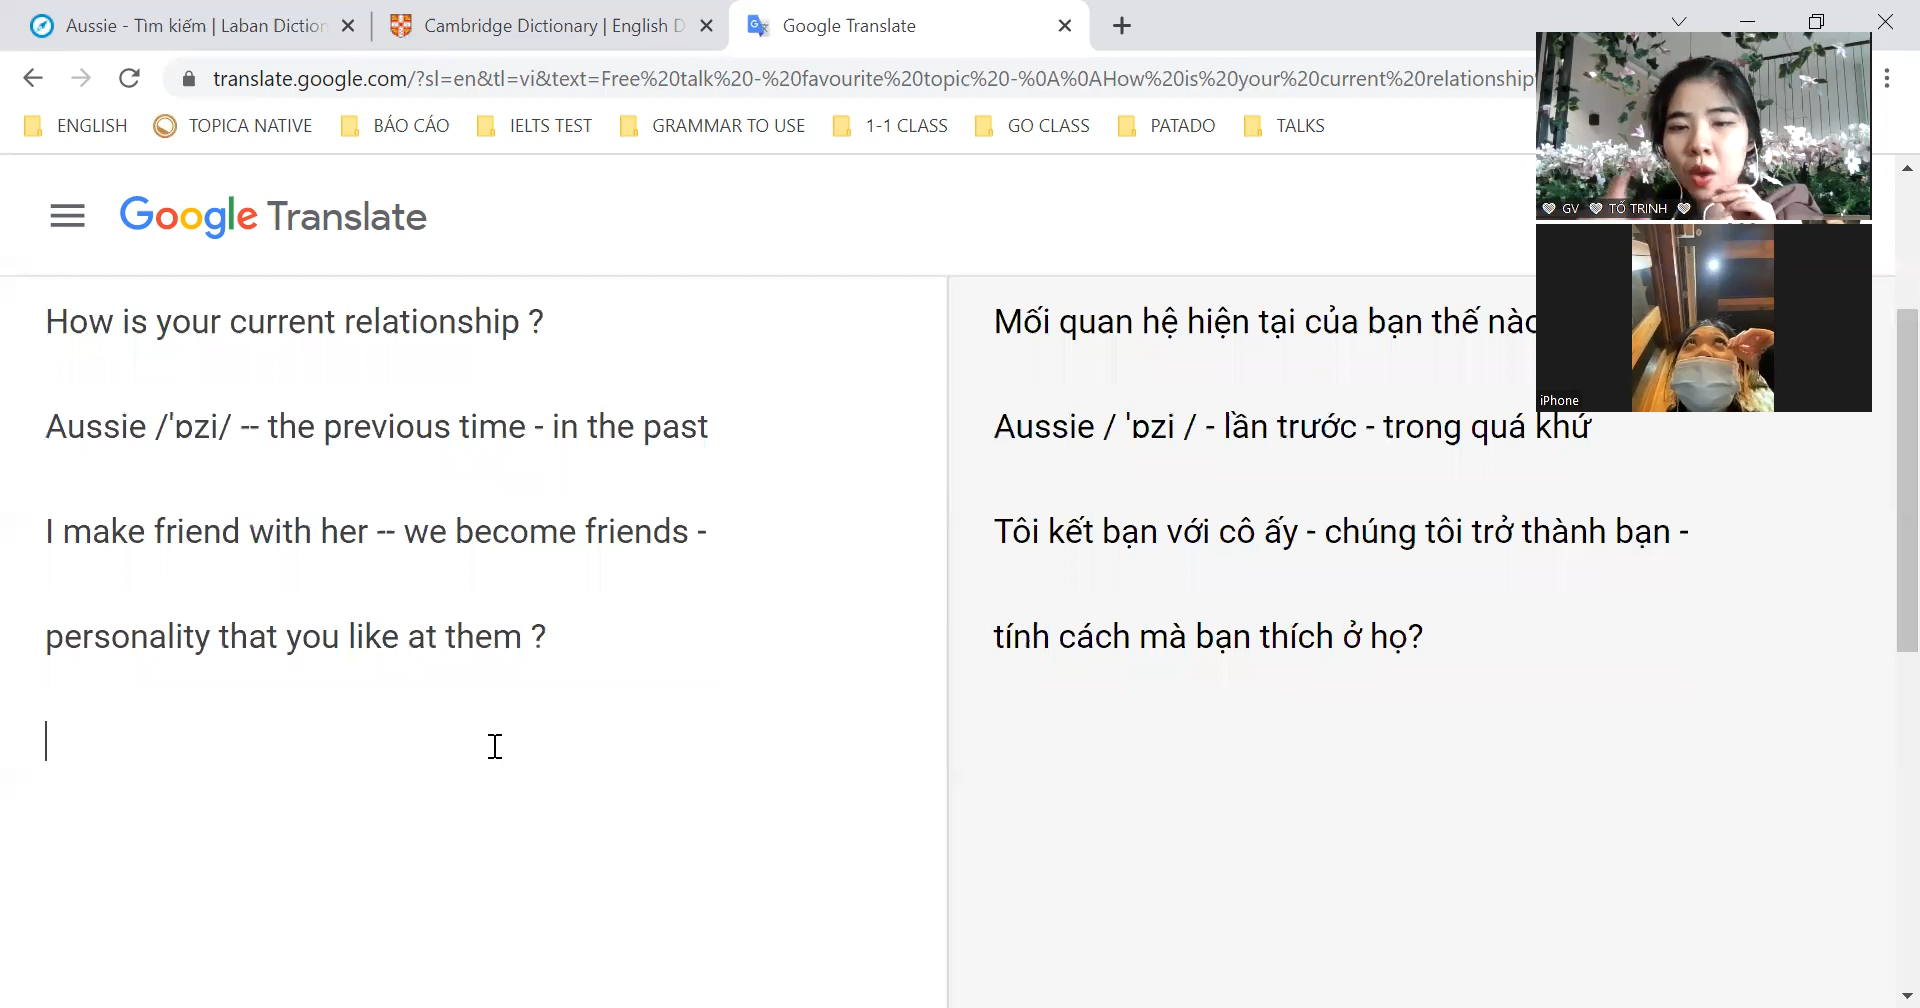 Aussie - Tìm kiếm | Laban Diction
Cambridge Dictionary | English D
Google Translate
translate.google.com/?sl=en&tl=vi&text=Free%20talk%20-%20favourite%20topic%20-%0A%0AHow%20is%20your%20current%20relationship
ENGLISH
TOPICA NATIVE
BÁO CÁO
IELTS TEST
GRAMMAR TO USE
1-1 CLASS
GO CLASS
PATADO
TALKS
GV TỐ TRINH
iPhone
Google Translate
How is your current relationship ?
Aussie /ˈɒzi/ -- the previous time - in the past
I make friend with her -- we become friends -
personality that you like at them ?
Mối quan hệ hiện tại của bạn thế nào
Aussie / ˈɒzi / - lần trước - trong quá khứ
Tôi kết bạn với cô ấy - chúng tôi trở thành bạn -
tính cách mà bạn thích ở họ?